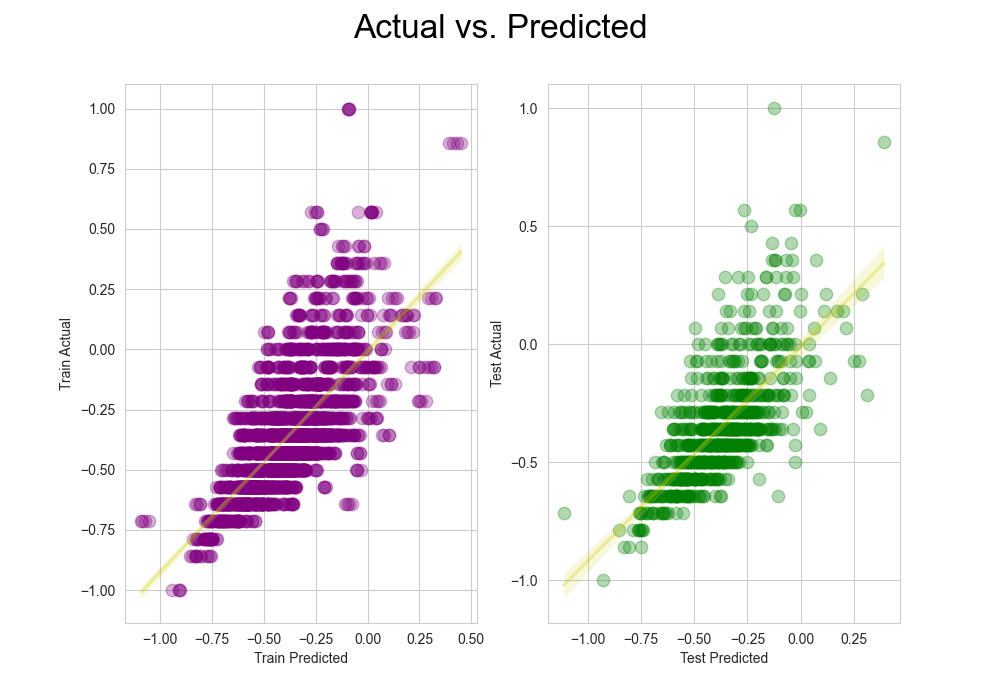 Actual vs. Predicted
1.00
0.75
0.50
0.25
0.00
−0.25
−0.50
−0.75
−1.00
Train Actual
−1.00 −0.75 −0.50 −0.25 0.00 0.25 0.50
Train Predicted
1.0
0.5
0.0
−0.5
−1.0
Test Actual
−1.00 −0.75 −0.50 −0.25 0.00 0.25
Test Predicted